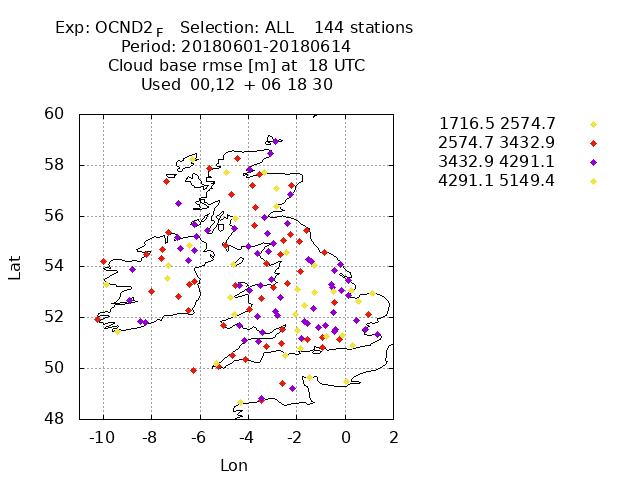 Exp: OCND2F Selection: ALL 144 stations
Period: 20180601-20180614
Cloud base rmse [m] at 18 UTC
Used 00,12 + 06 18 30
1716.5 2574.7
2574.7 3432.9
3432.9 4291.1
4291.1 5149.4
60
58
56
54
52
50
48
Lat
-10 -8 -6 -4 -2 0 2
Lon